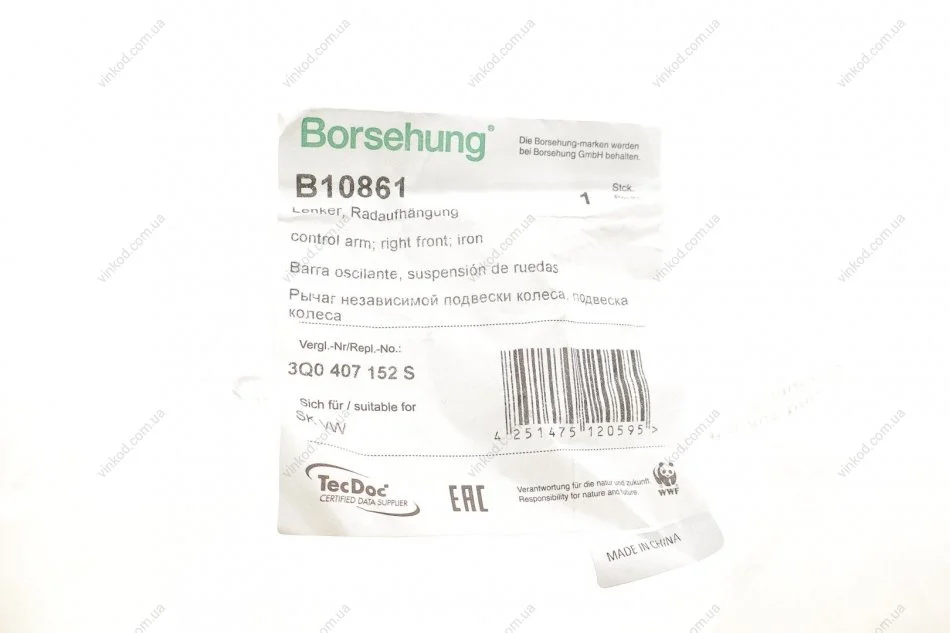 Borsehung®
Die Borsehung-marken werden
bei Borsehung GmbH behalten.
B10861
1 Stck.
Lenker, Radaufhängung
control arm; right front; iron
Barra oscilante, suspensión de ruedas
Рычаг независимой подвески колеса, подвеска
колеса
Vergl.-Nr/Repl.-No.:
3Q0 407 152 S
Sich für / suitable for
SK, VW
4 251475 120595 >
TecDoc
CERTIFIED DATA SUPPLIER
EAC
Verantwortung für die natur und zukunft
Responsibility for nature and future.
WWF
MADE IN CHINA
vinkod.com.ua